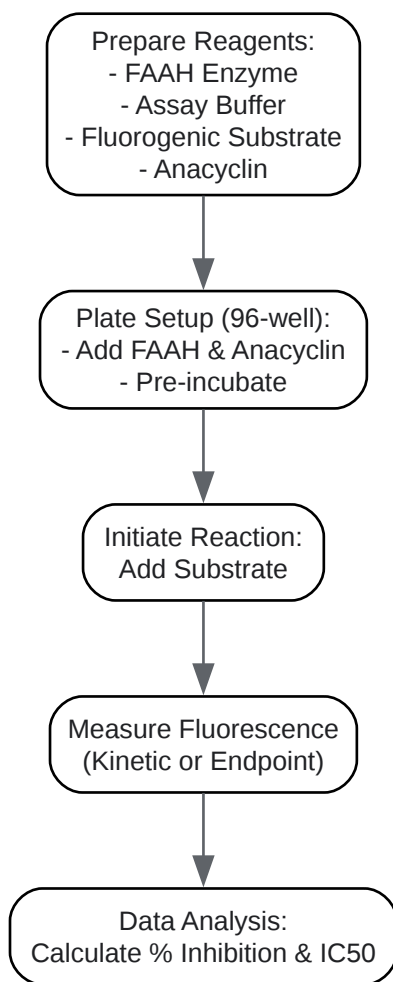 Prepare Reagents:
- FAAH Enzyme
- Assay Buffer
- Fluorogenic Substrate
- Anacyclin
Plate Setup (96-well):
- Add FAAH & Anacyclin
- Pre-incubate
Initiate Reaction:
Add Substrate
Measure Fluorescence
(Kinetic or Endpoint)
Data Analysis:
Calculate % Inhibition & IC50